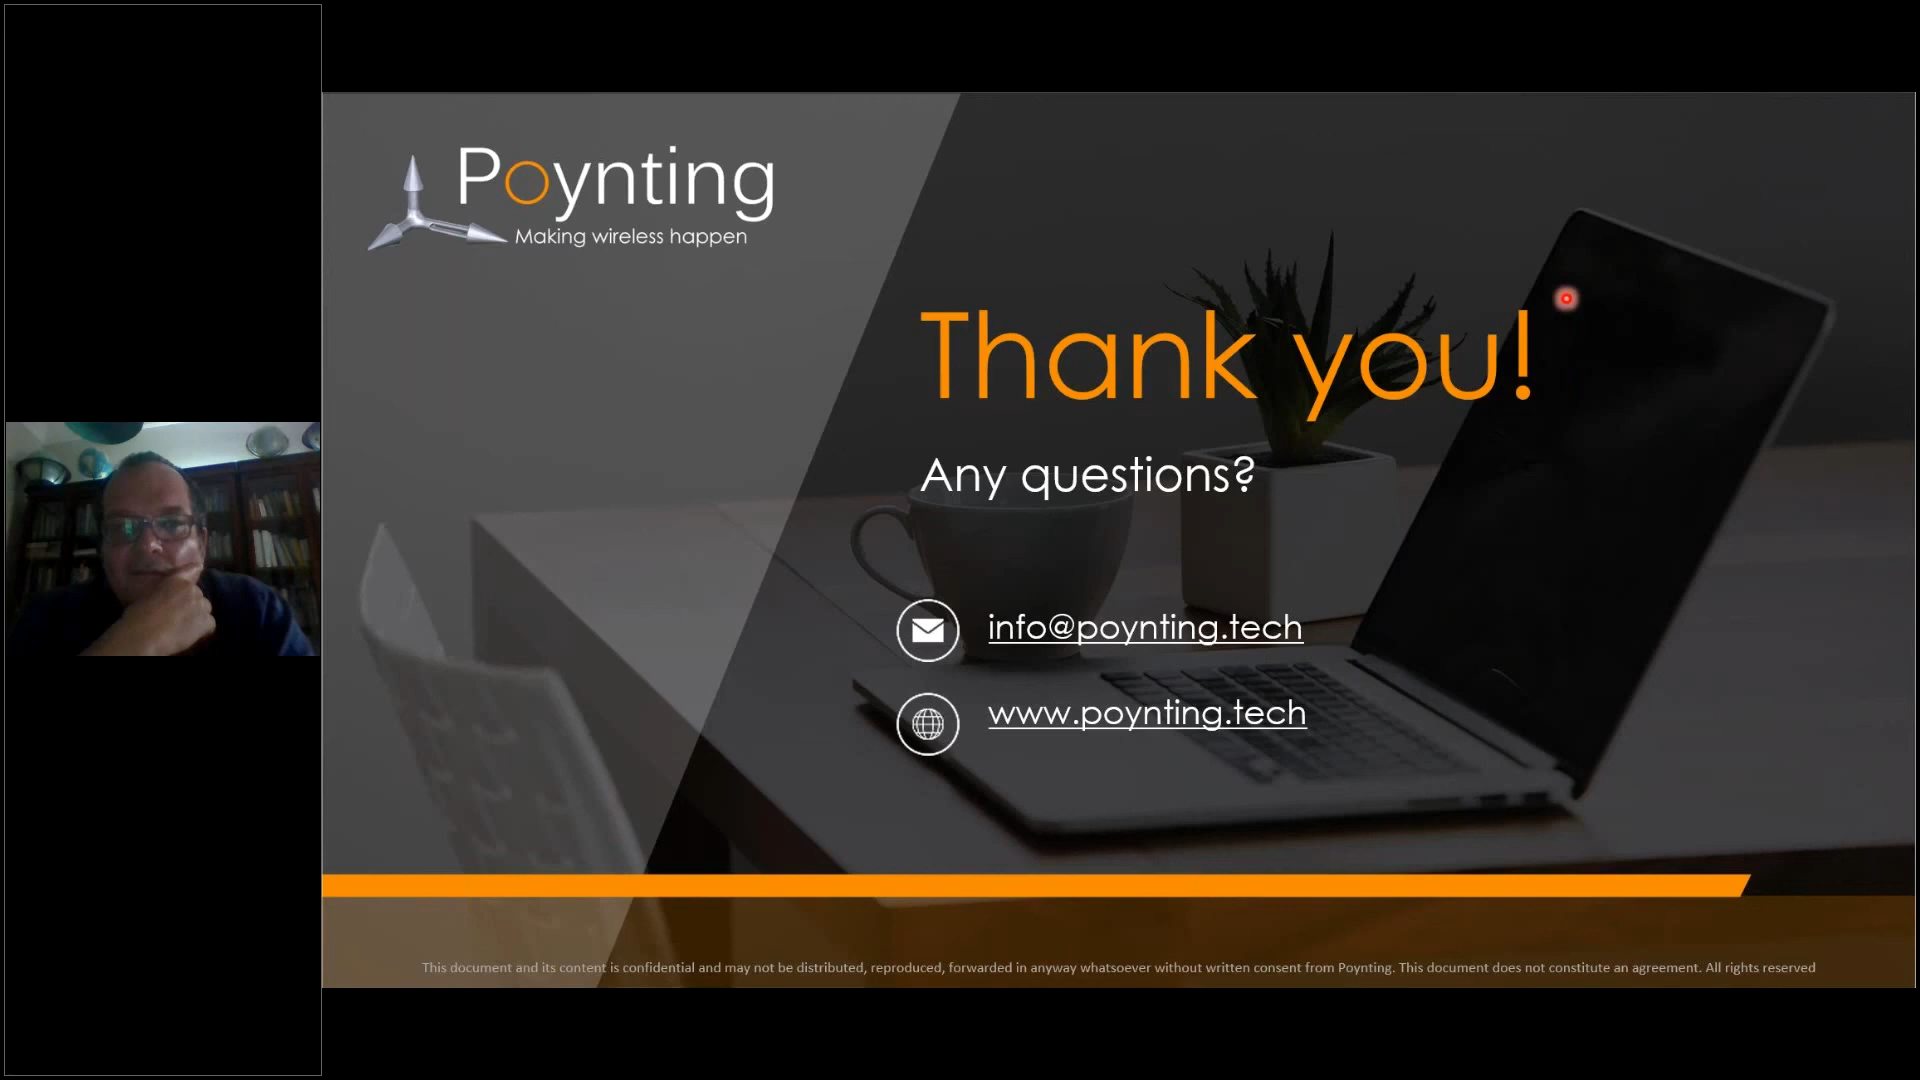 Poynting
Making wireless happen
Thank you!
Any questions?
info@poynting.tech
www.poynting.tech
This document and its content is confidential and may not be distributed, reproduced, forwarded in anyway whatsoever without written consent from Poynting. This document does not constitute an agreement. All rights reserved